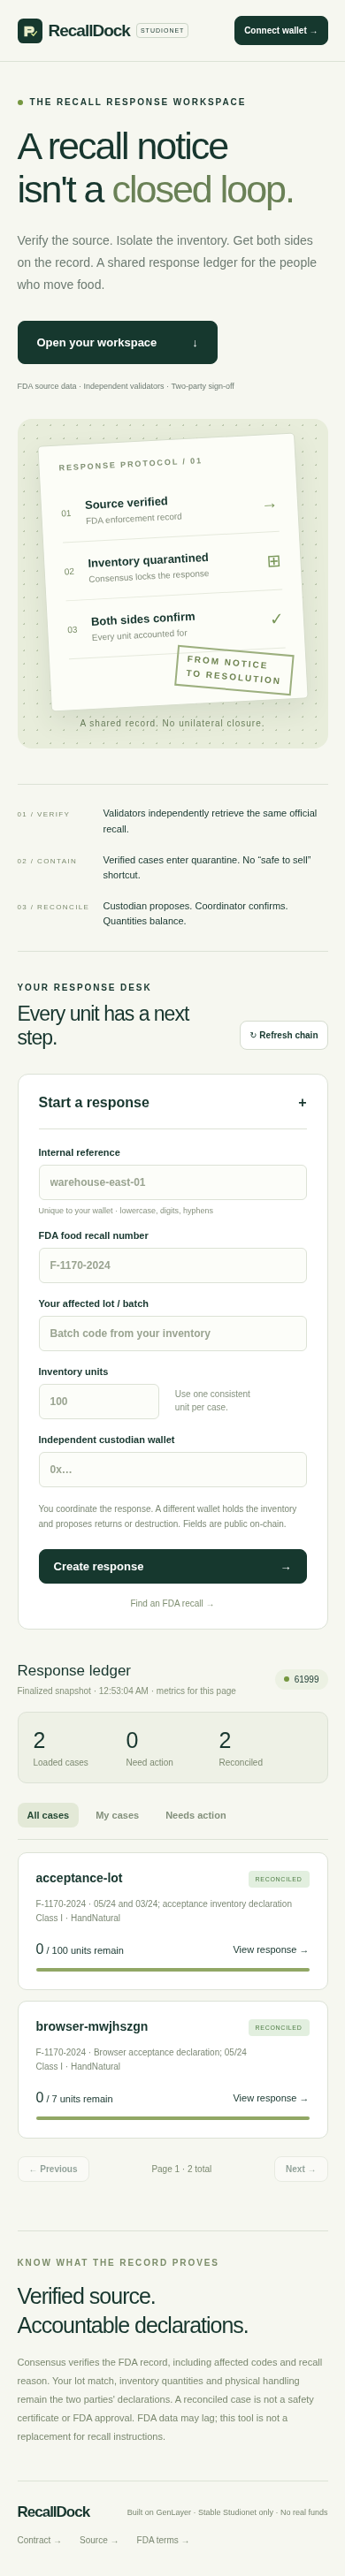 RecallDock STUDIONET Connect wallet →
THE RECALL RESPONSE WORKSPACE
A recall notice
isn't a closed loop.
Verify the source. Isolate the inventory. Get both sides
on the record. A shared response ledger for the people
who move food.
Open your workspace ↓
FDA source data · Independent validators · Two-party sign-off
RESPONSE PROTOCOL / 01
01 Source verified →
FDA enforcement record
02 Inventory quarantined
Consensus locks the response
03 Both sides confirm ✓
Every unit accounted for
FROM NOTICE
TO RESOLUTION
A shared record. No unilateral closure.
01 / VERIFY Validators independently retrieve the same official
recall.
02 / CONTAIN Verified cases enter quarantine. No “safe to sell”
shortcut.
03 / RECONCILE Custodian proposes. Coordinator confirms.
Quantities balance.
YOUR RESPONSE DESK
Every unit has a next
step.
↻ Refresh chain
Start a response +
Internal reference
warehouse-east-01
Unique to your wallet · lowercase, digits, hyphens
FDA food recall number
F-1170-2024
Your affected lot / batch
Batch code from your inventory
Inventory units
100
Use one consistent
unit per case.
Independent custodian wallet
0x…
You coordinate the response. A different wallet holds the inventory
and proposes returns or destruction. Fields are public on-chain.
Create response →
Find an FDA recall →
Response ledger
Finalized snapshot · 12:53:04 AM · metrics for this page
61999
2 0 2
Loaded cases Need action Reconciled
All cases My cases Needs action
acceptance-lot RECONCILED
F-1170-2024 · 05/24 and 03/24; acceptance inventory declaration
Class I · HandNatural
0 / 100 units remain View response →
browser-mwjhszgn RECONCILED
F-1170-2024 · Browser acceptance declaration; 05/24
Class I · HandNatural
0 / 7 units remain View response →
← Previous Page 1 · 2 total Next →
KNOW WHAT THE RECORD PROVES
Verified source.
Accountable declarations.
Consensus verifies the FDA record, including affected codes and recall
reason. Your lot match, inventory quantities and physical handling
remain the two parties' declarations. A reconciled case is not a safety
certificate or FDA approval. FDA data may lag; this tool is not a
replacement for recall instructions.
RecallDock Built on GenLayer · Stable Studionet only · No real funds
Contract → Source → FDA terms →